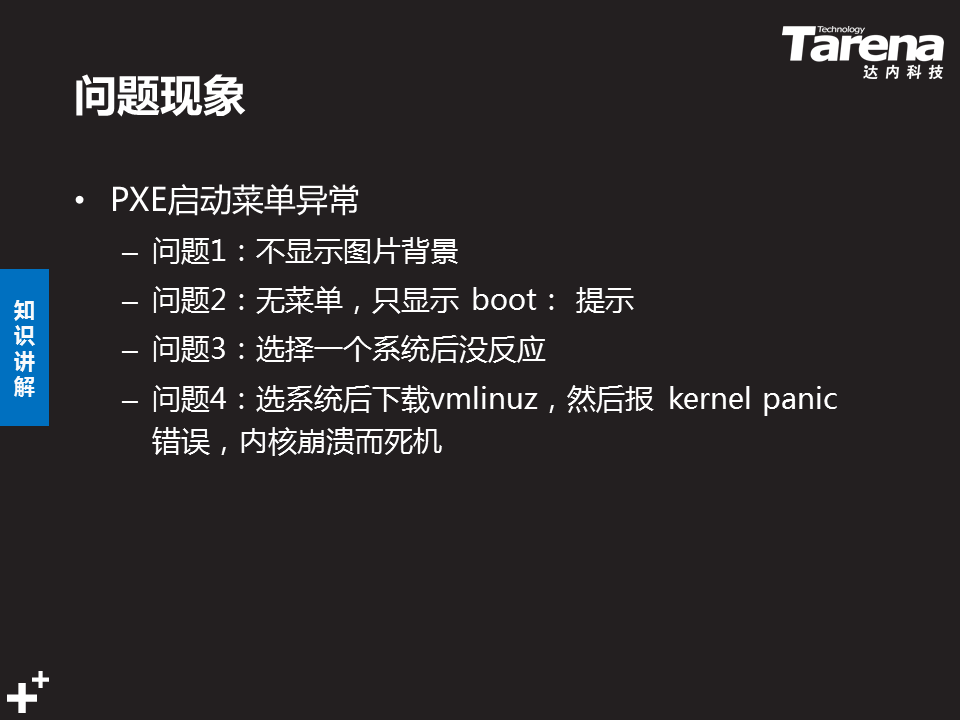 Technology
Tarena
达内科技
问题现象
• PXE启动菜单异常
– 问题1：不显示图片背景
– 问题2：无菜单，只显示 boot： 提示
– 问题3：选择一个系统后没反应
– 问题4：选系统后下载vmlinuz，然后报 kernel panic
错误，内核崩溃而死机
知识讲解